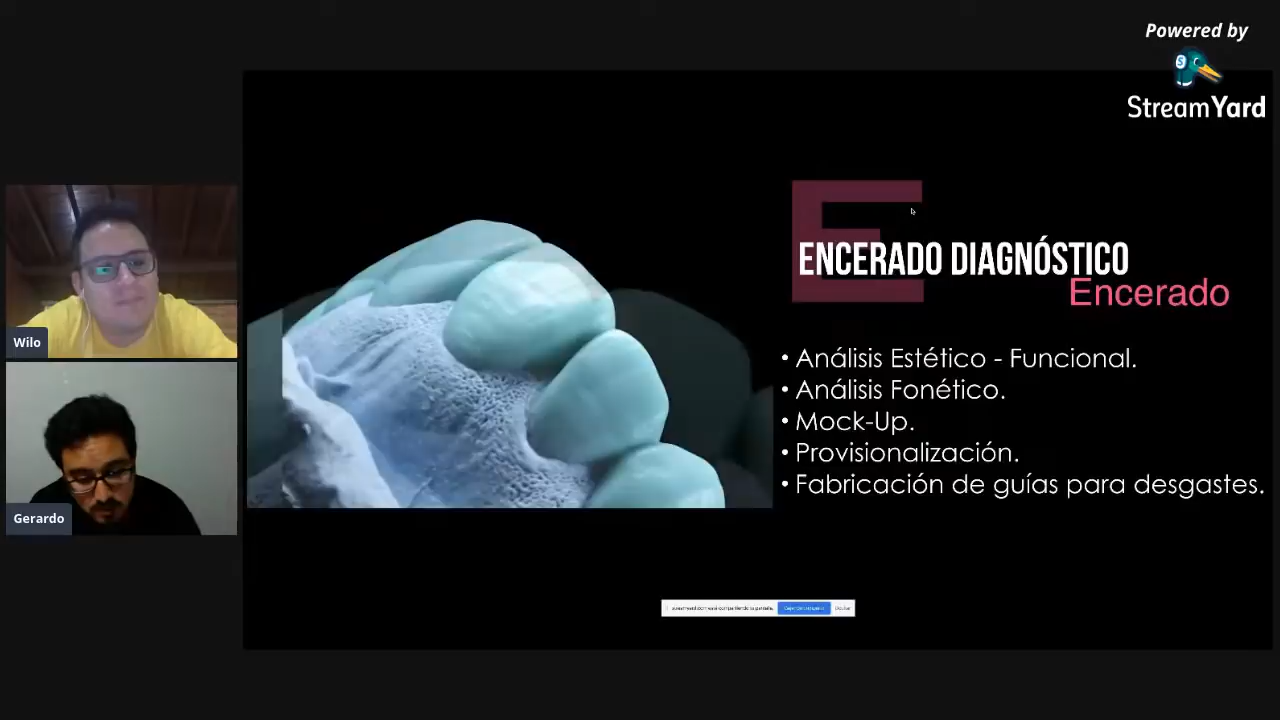 Powered by
StreamYard
Wilo
Gerardo
E
ENCERADO DIAGNÓSTICO
Encerado
• Análisis Estético - Funcional.
• Análisis Fonético.
• Mock-Up.
• Provisionalización.
• Fabricación de guías para desgastes.